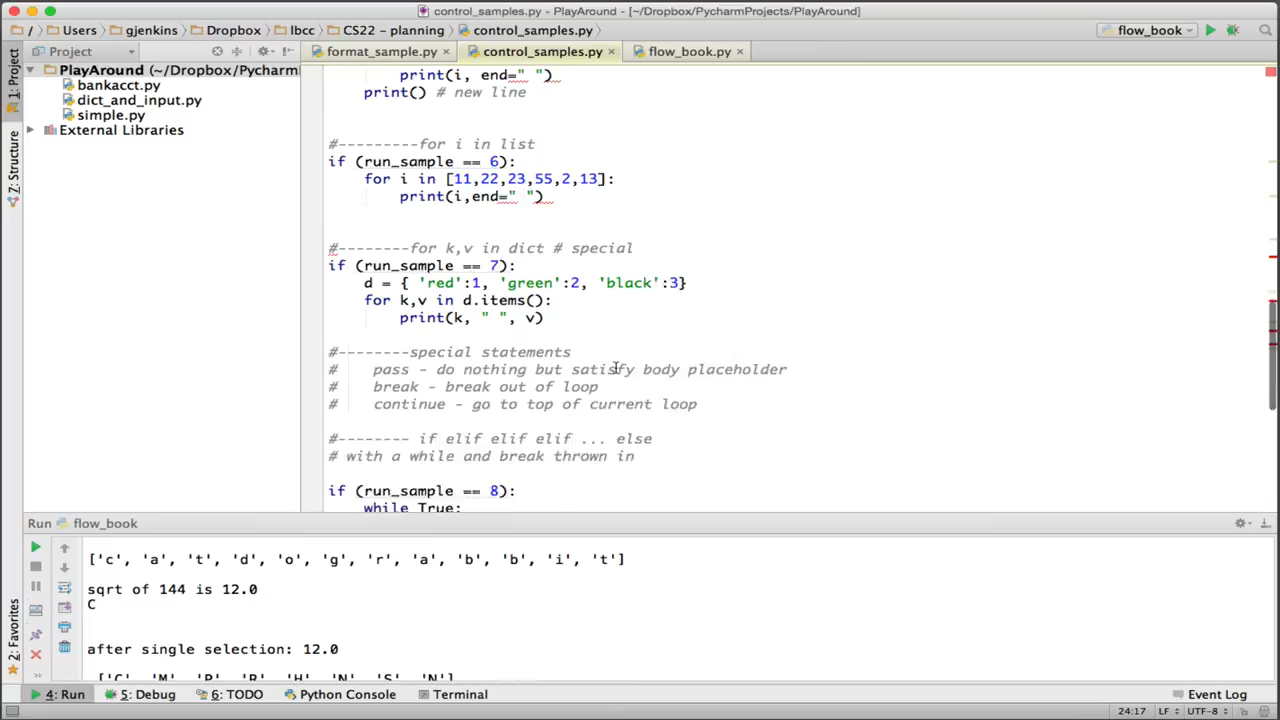 control_samples.py - PlayAround - [~/Dropbox/PycharmProjects/PlayAround]
/ Users gjenkins Dropbox lbcc CS22 - planning control_samples.py flow_book
Project format_sample.py control_samples.py flow_book.py
1: Project
Z: Structure
2: Favorites
PlayAround (~/Dropbox/Pycharm
bankacct.py
dict_and_input.py
simple.py
External Libraries
print(i, end=" ")
print() # new line
#---------for i in list
if (run_sample == 6):
for i in [11,22,23,55,2,13]:
print(i,end=" ")
#--------for k,v in dict # special
if (run_sample == 7):
d = { 'red':1, 'green':2, 'black':3}
for k,v in d.items():
print(k, " ", v)
#--------special statements
# pass - do nothing but satisfy body placeholder
# break - break out of loop
# continue - go to top of current loop
#-------- if elif elif elif ... else
# with a while and break thrown in
if (run_sample == 8):
while True:
Run flow_book
['c', 'a', 't', 'd', 'o', 'g', 'r', 'a', 'b', 'b', 'i', 't']
sqrt of 144 is 12.0
C
after single selection: 12.0
['C', 'M', 'P', 'R', 'H', 'N', 'S', 'N']
4: Run 5: Debug 6: TODO Python Console Terminal Event Log
24:17 LF UTF-8